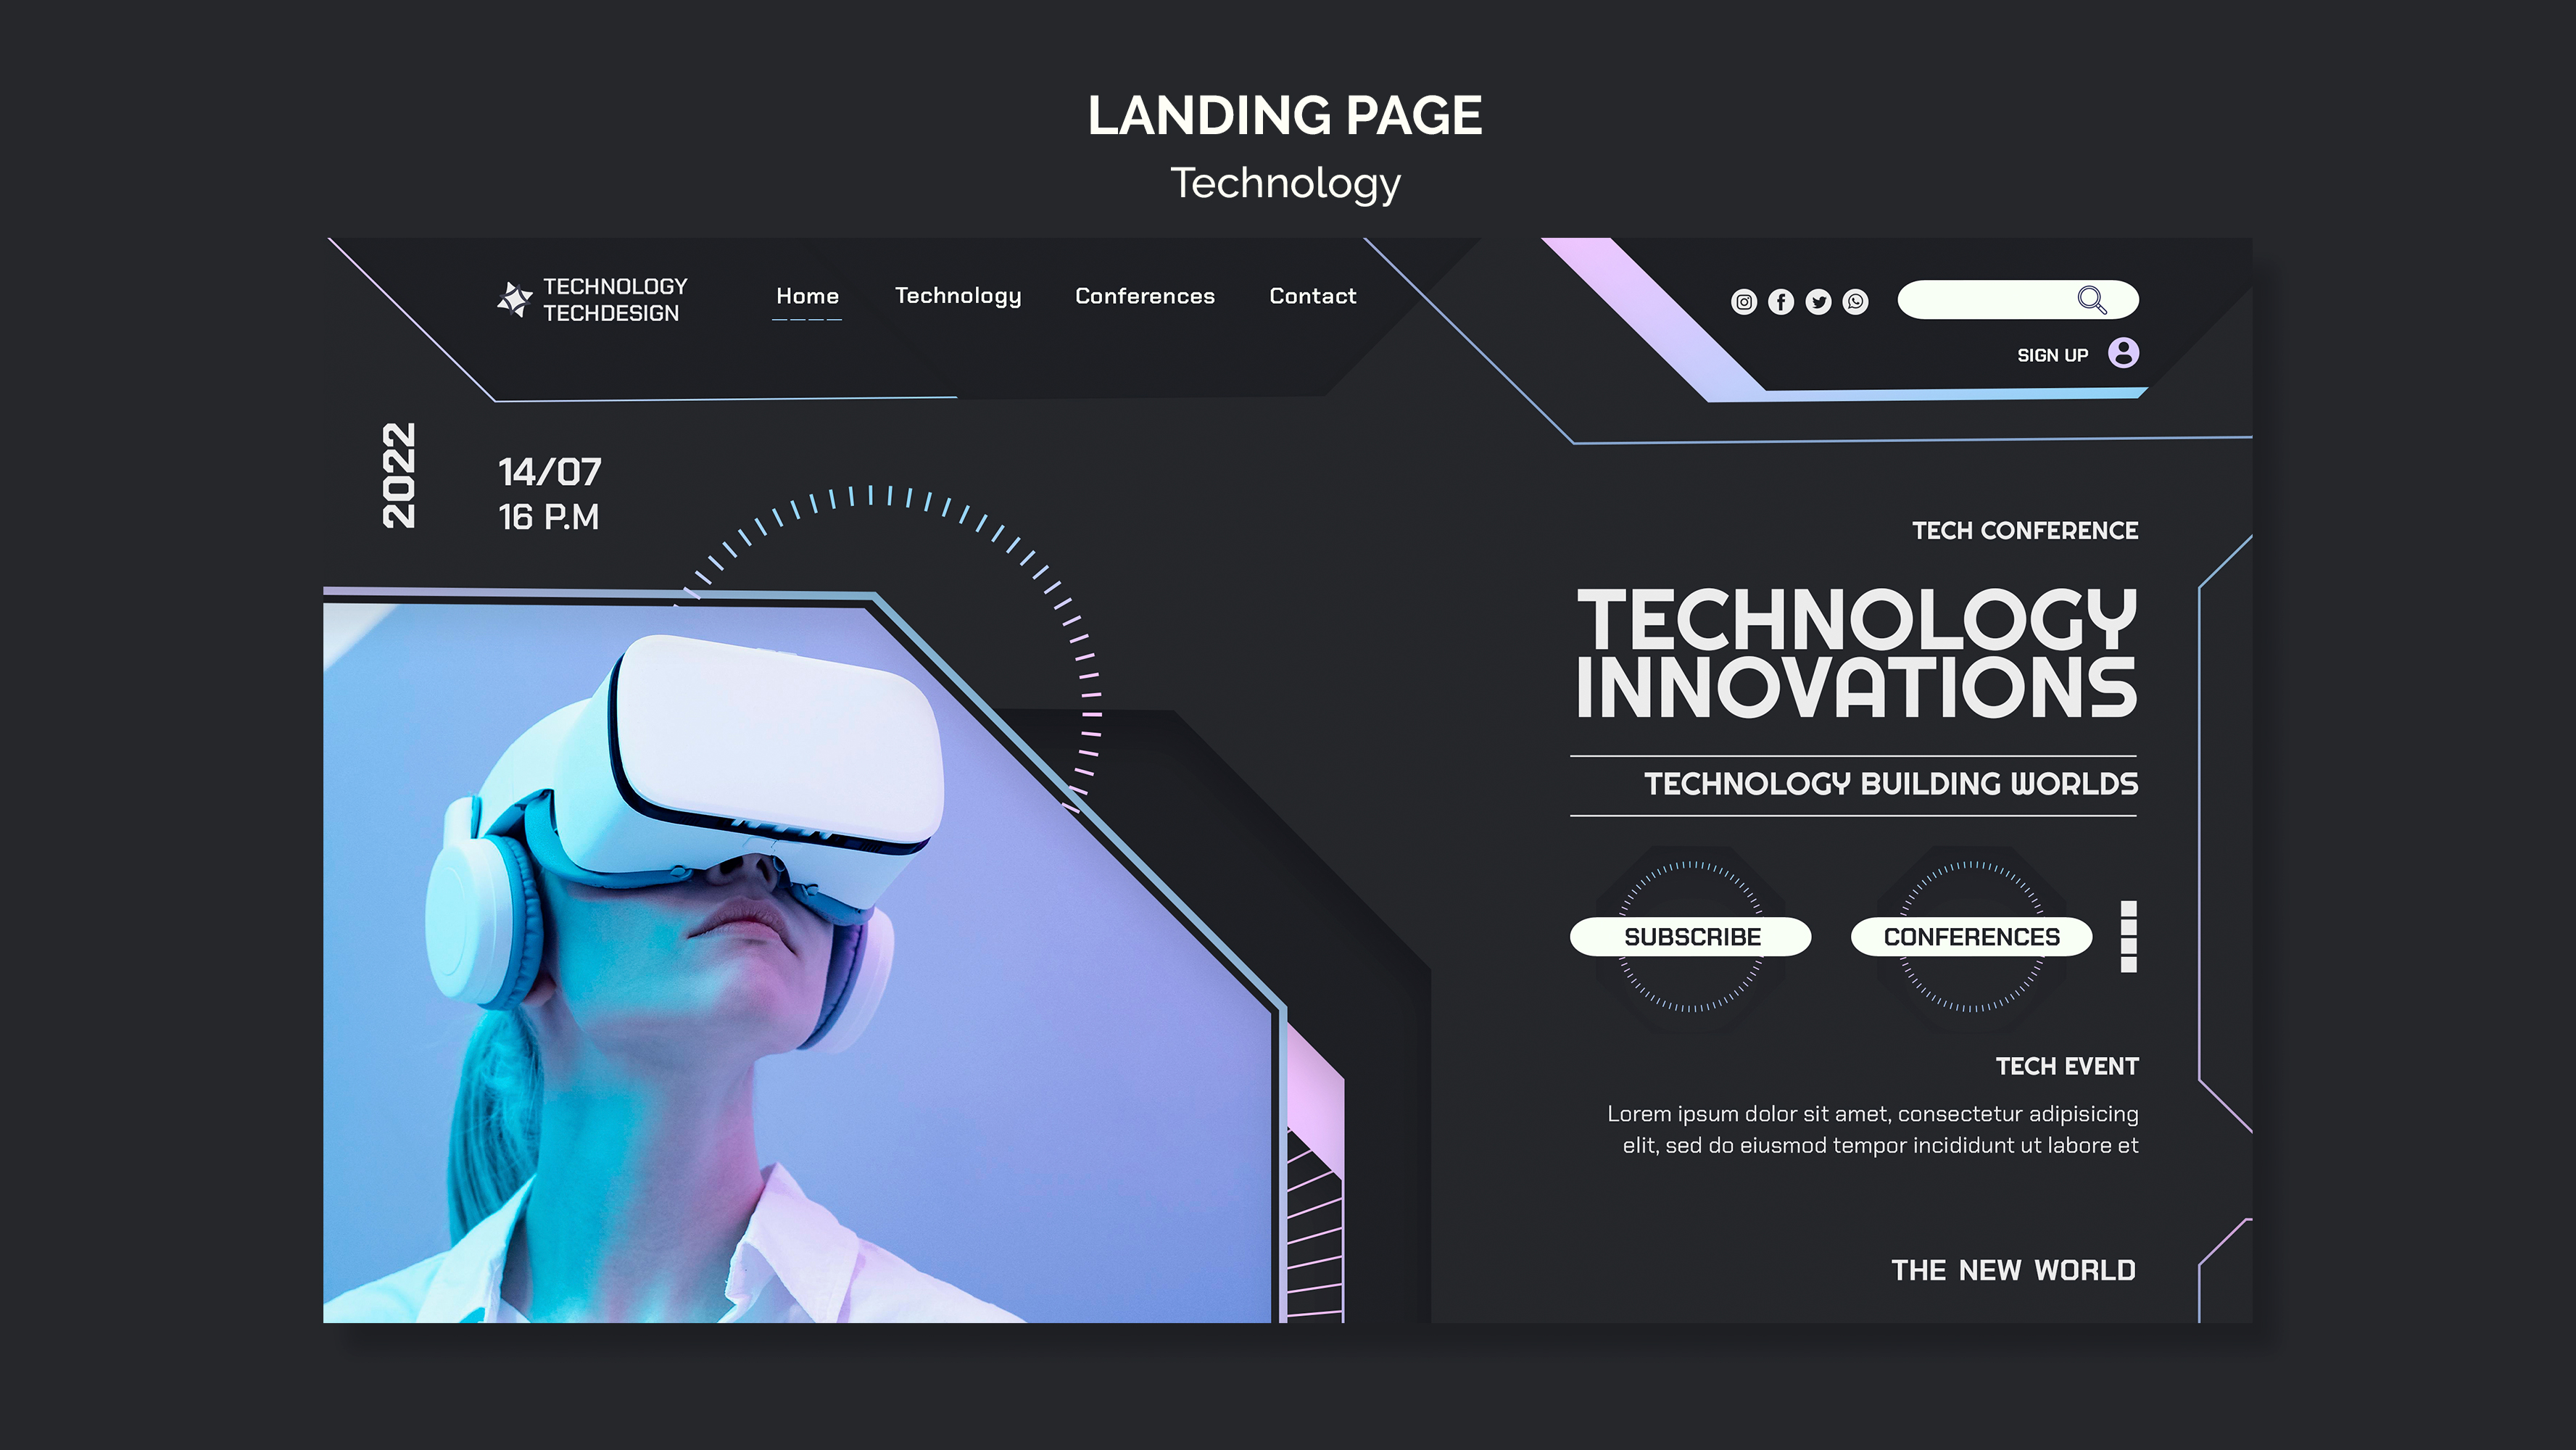 LANDING PAGE
Technology
TECHNOLOGY
TECHDESIGN
Home
Technology
Conferences
Contact
SIGN UP
2022
14/07
16 P.M
TECH CONFERENCE
TECHNOLOGY
INNOVATIONS
TECHNOLOGY BUILDING WORLDS
SUBSCRIBE
CONFERENCES
TECH EVENT
Lorem ipsum dolor sit amet, consectetur adipisicing
elit, sed do eiusmod tempor incididunt ut labore et
THE NEW WORLD